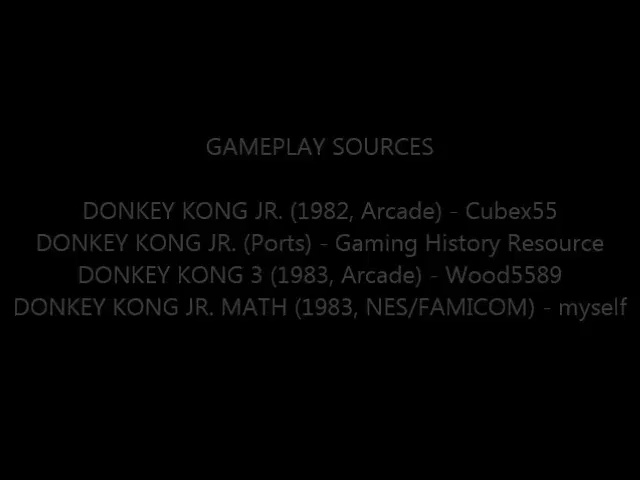 GAMEPLAY SOURCES
DONKEY KONG JR. (1982, Arcade) - Cubex55
DONKEY KONG JR. (Ports) - Gaming History Resource
DONKEY KONG 3 (1983, Arcade) - Wood5589
DONKEY KONG JR. MATH (1983, NES/FAMICOM) - myself